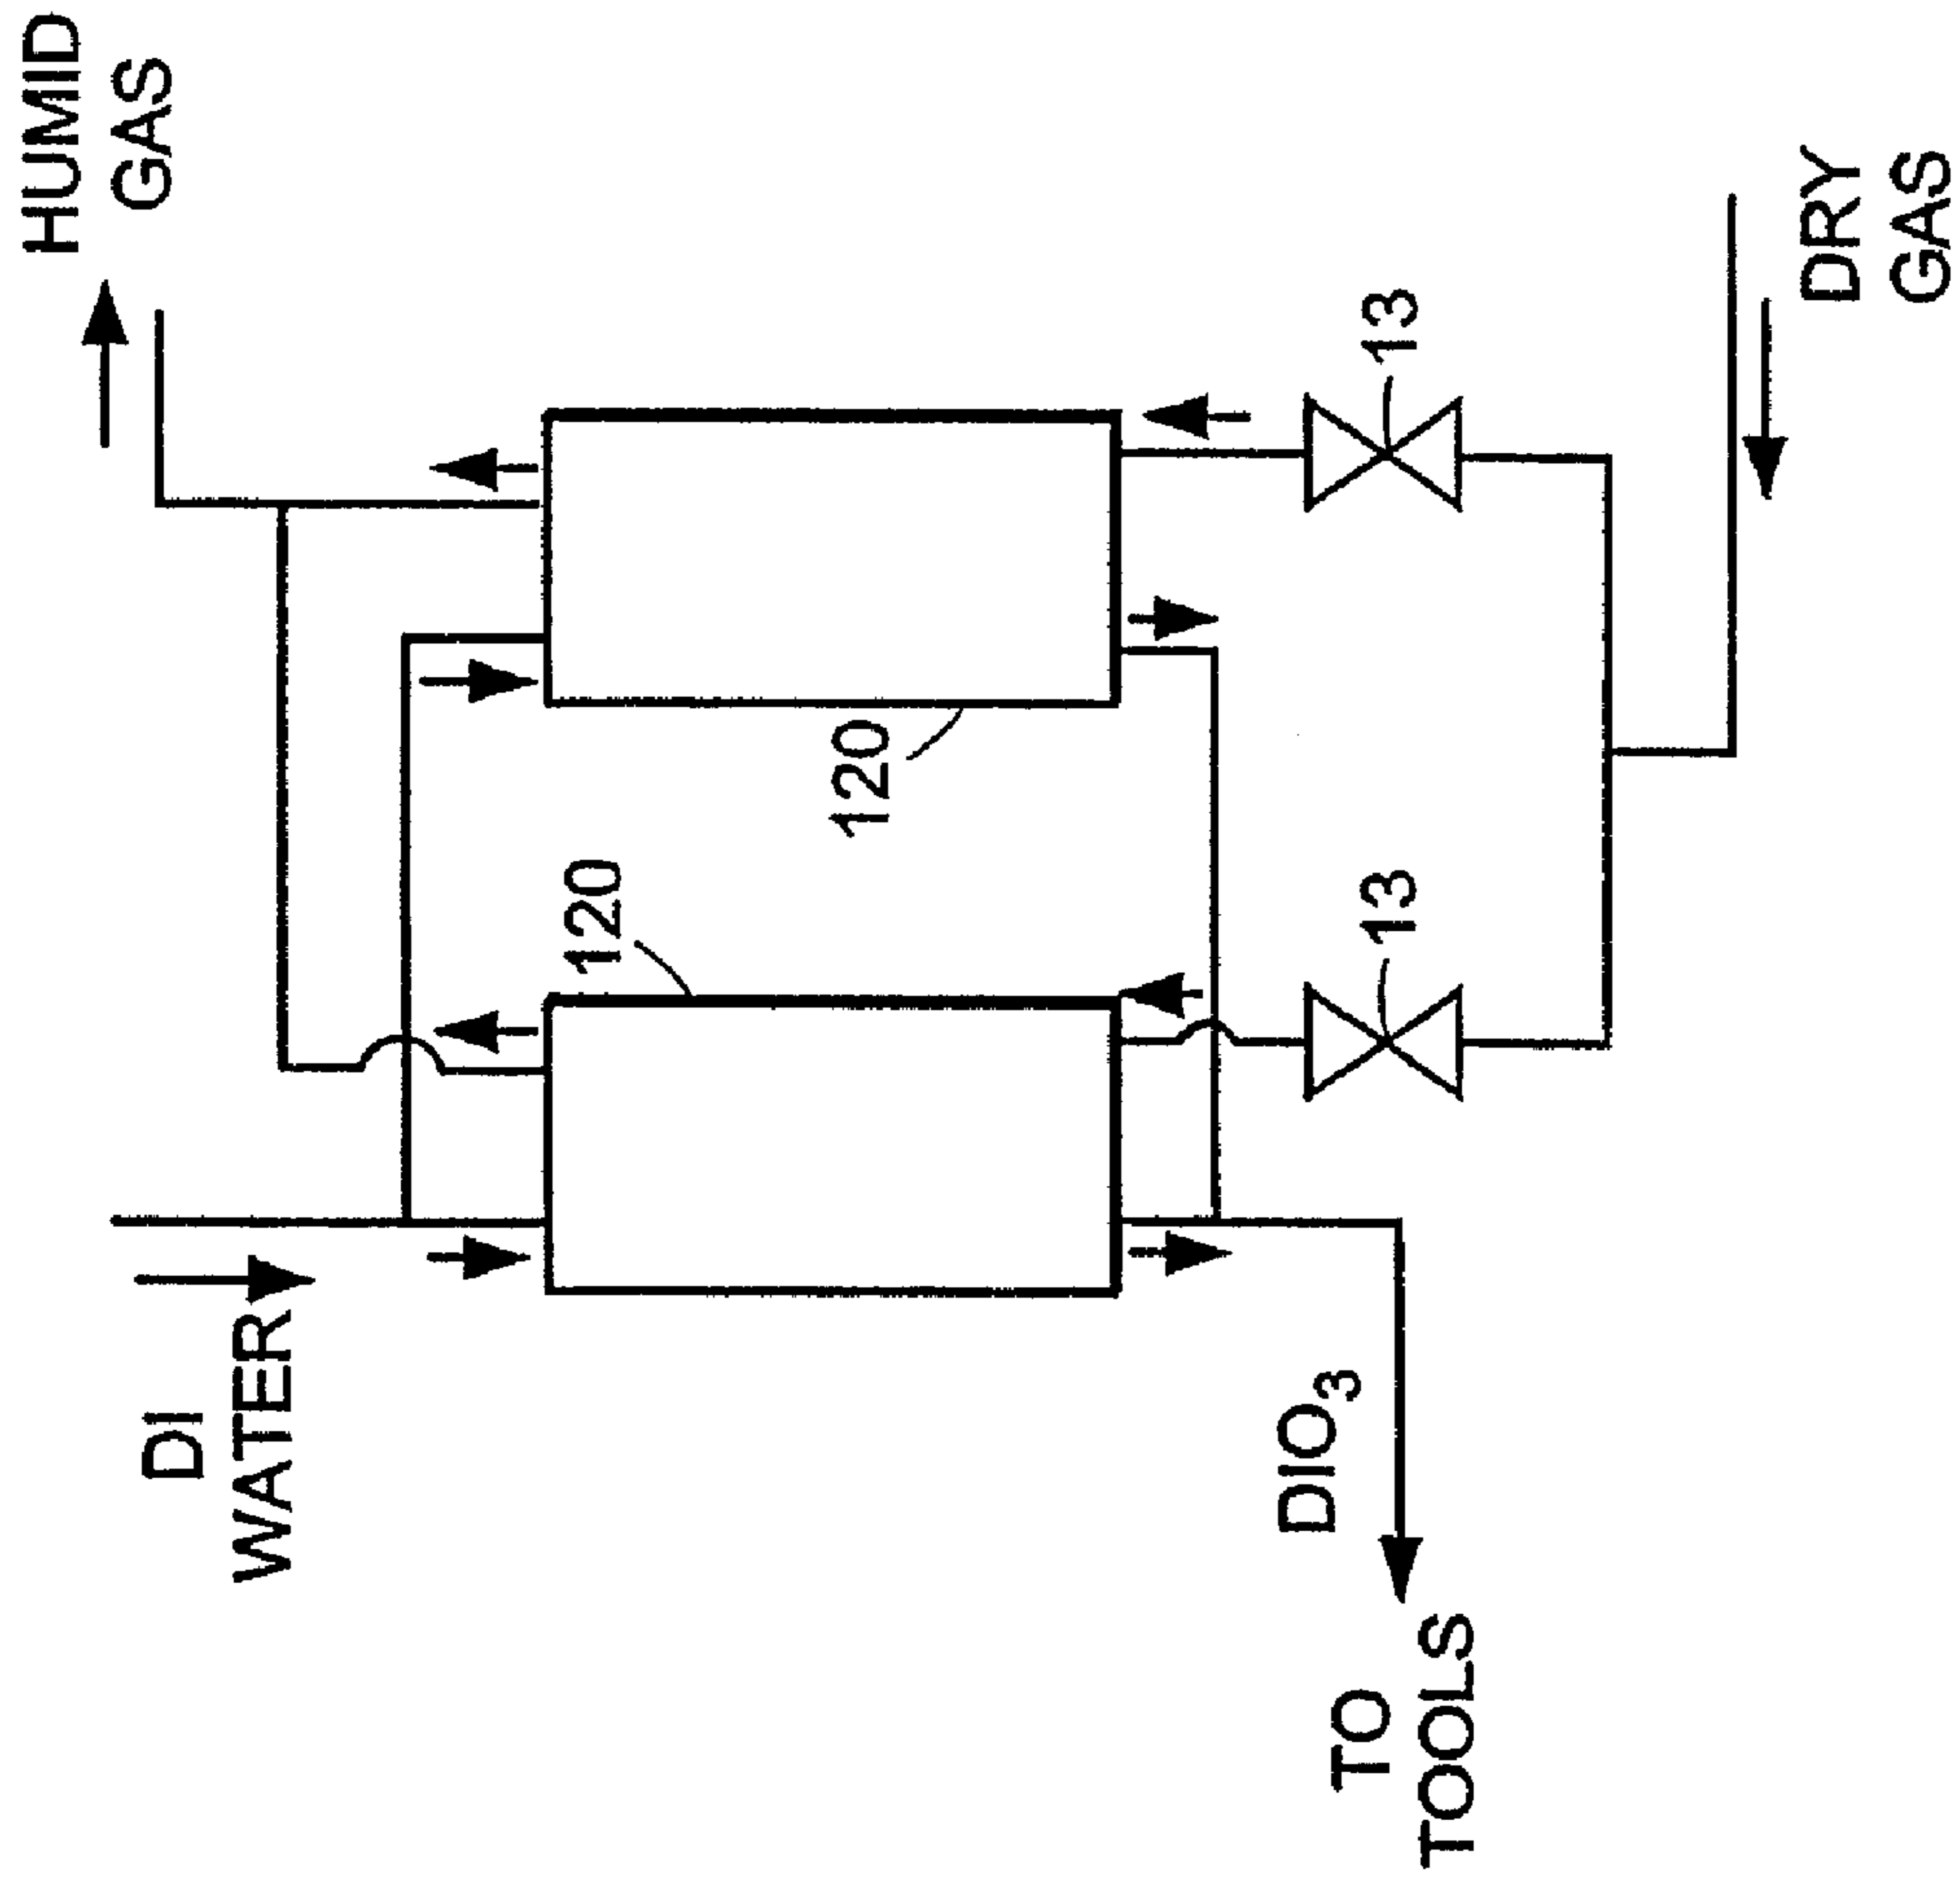 DI
WATER
HUMID
GAS
120
120
13
13
DIO₃
TO
TOOLS
DRY
GAS